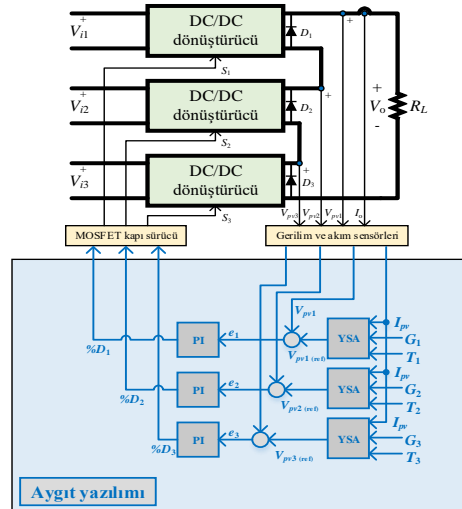 +
V_i1
-
DC/DC
dönüştürücü
D_1
S_1
+
V_i2
-
DC/DC
dönüştürücü
D_2
S_2
+
V_i3
-
DC/DC
dönüştürücü
+
D_3
S_3
+
+
+
V_o
-
R_L
V_pv3
V_pv2
V_pv1
I_o
MOSFET kapı sürücü
Gerilim ve akım sensörleri
V_pv1
I_pv
%D_1
PI
e_1
V_pv1 (ref)
YSA
G_1
T_1
I_pv
%D_2
PI
e_2
V_pv2 (ref)
YSA
G_2
T_2
I_pv
%D_3
PI
e_3
V_pv3 (ref)
YSA
G_3
T_3
Aygıt yazılımı